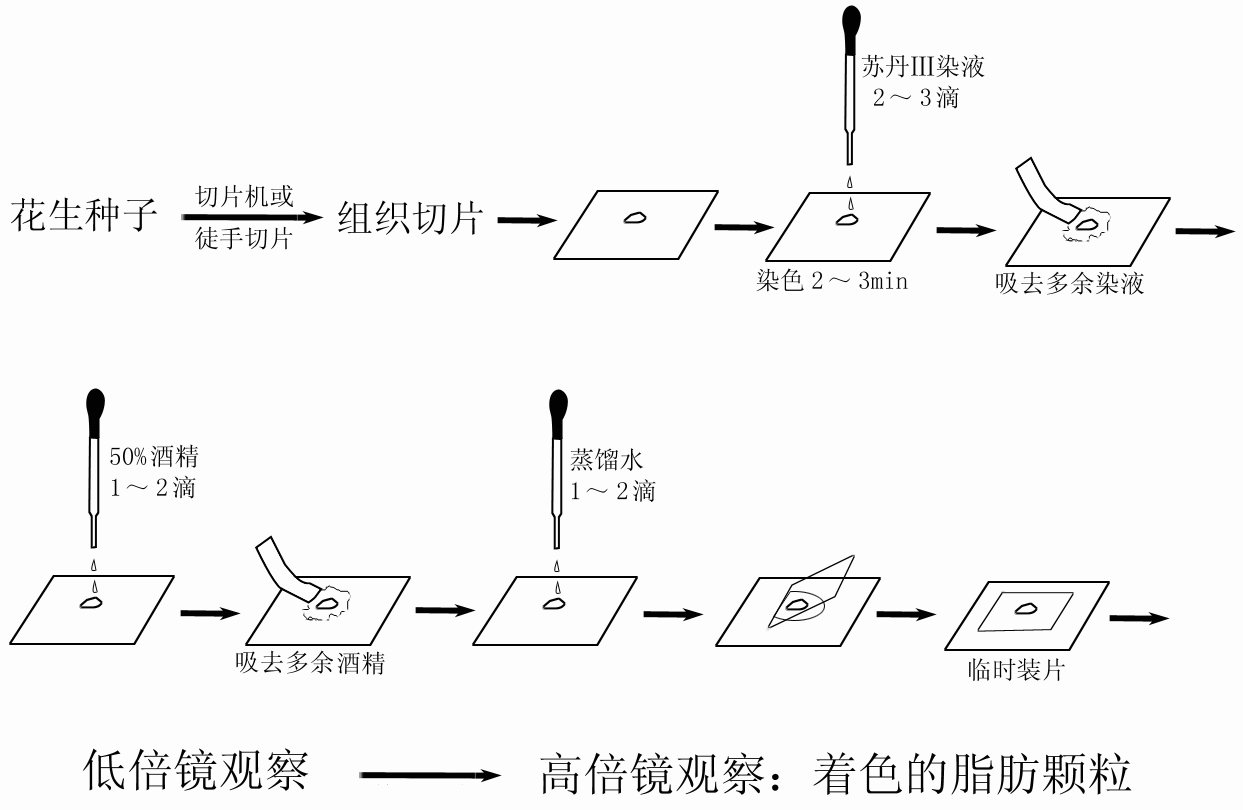 苏丹Ⅲ染液
2～3滴
花生种子
切片机或
徒手切片
组织切片
染色2～3min
吸去多余染液
50%酒精
1～2滴
吸去多余酒精
蒸馏水
1～2滴
临时装片
低倍镜观察
高倍镜观察：着色的脂肪颗粒